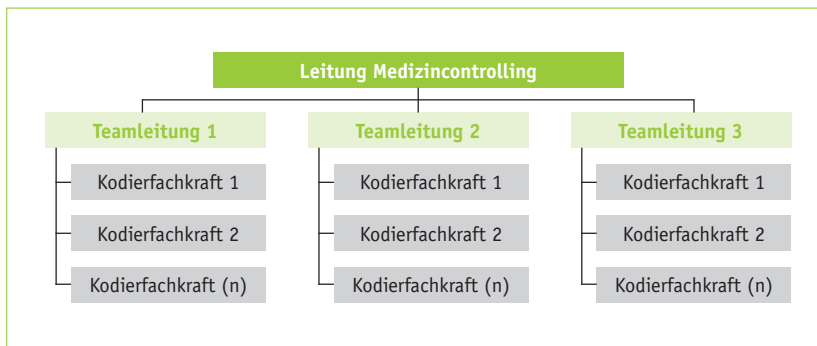 Leitung Medizincontrolling
Teamleitung 1
Kodierfachkraft 1
Kodierfachkraft 2
Kodierfachkraft (n)
Teamleitung 2
Kodierfachkraft 1
Kodierfachkraft 2
Kodierfachkraft (n)
Teamleitung 3
Kodierfachkraft 1
Kodierfachkraft 2
Kodierfachkraft (n)